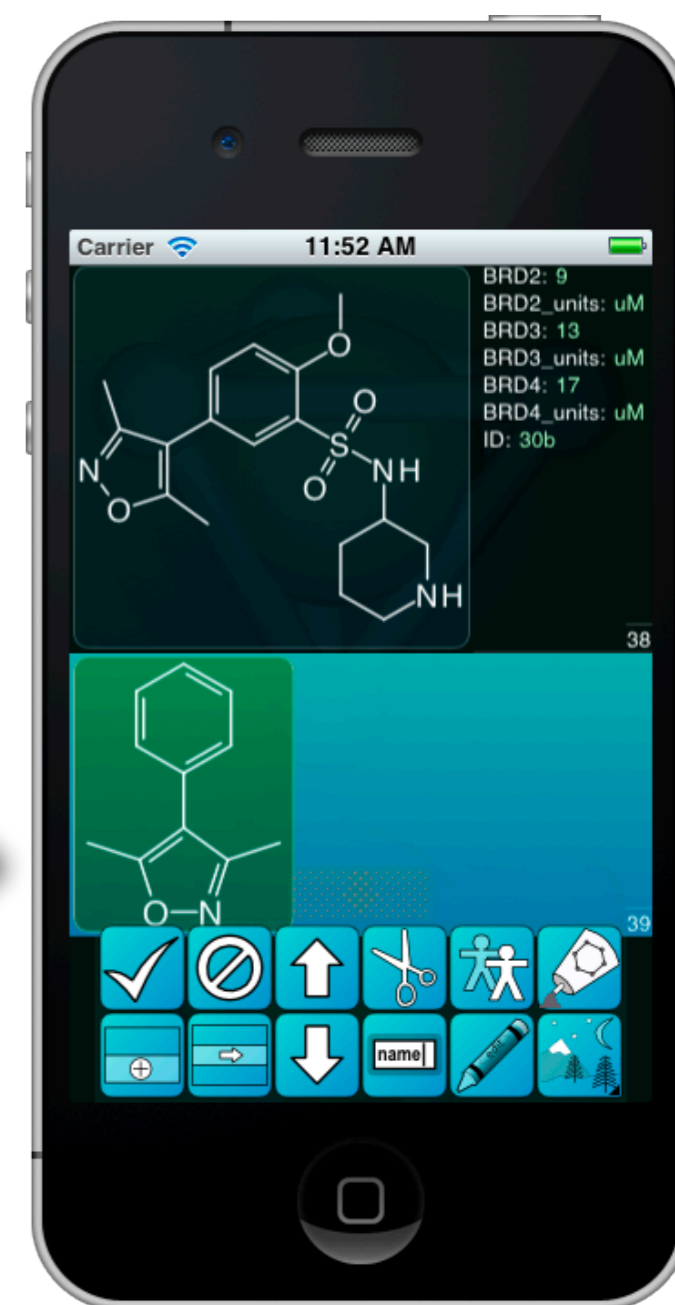 Carrier 11:52 AM
BRD2: 9
BRD2_units: uM
BRD3: 13
BRD3_units: uM
BRD4: 17
BRD4_units: uM
ID: 30b
O
O
S
O
N
O
NH
NH
38
O N
39
name
edit